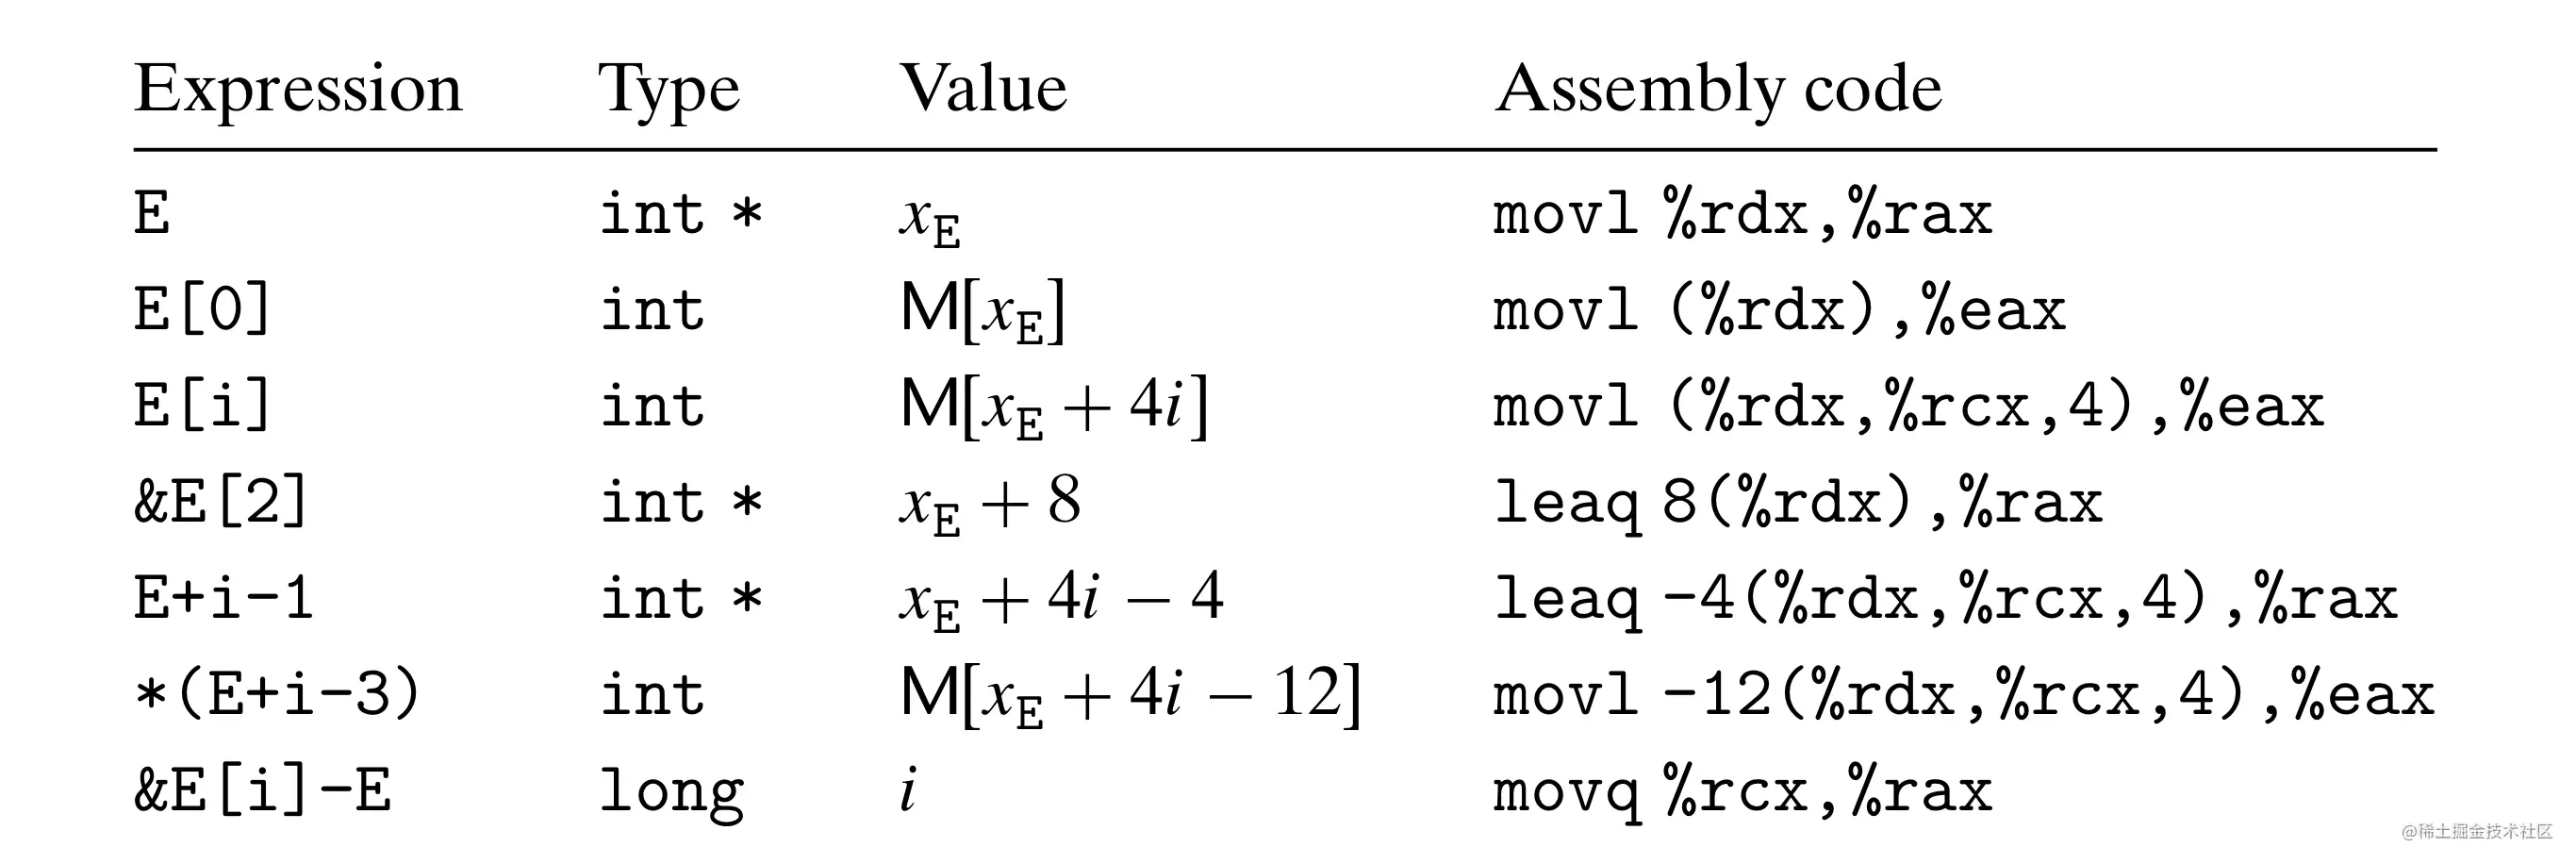 Expression Type Value Assembly code
E int * xE movl %rdx,%rax
E[0] int M[xE] movl (%rdx),%eax
E[i] int M[xE + 4i] movl (%rdx,%rcx,4),%eax
&E[2] int * xE + 8 leaq 8(%rdx),%rax
E+i-1 int * xE + 4i − 4 leaq -4(%rdx,%rcx,4),%rax
*(E+i-3) int M[xE + 4i − 12] movl -12(%rdx,%rcx,4),%eax
&E[i]-E long i movq %rcx,%rax
@稀土掘金技术社区